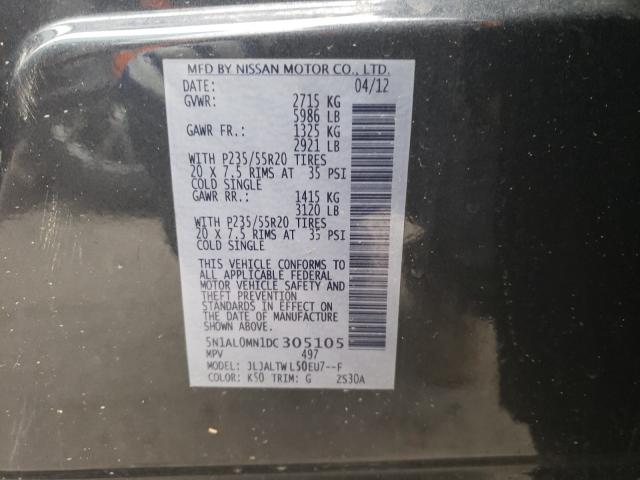 MFD BY NISSAN MOTOR CO., LTD.
DATE: 04/12
GVWR: 2715 KG
5986 LB
GAWR FR.: 1325 KG
2921 LB
WITH P235/55R20 TIRES
20 X 7.5 RIMS AT 35 PSI
COLD SINGLE
GAWR RR.: 1415 KG
3120 LB
WITH P235/55R20 TIRES
20 X 7.5 RIMS AT 35 PSI
COLD SINGLE
THIS VEHICLE CONFORMS TO
ALL APPLICABLE FEDERAL
MOTOR VEHICLE SAFETY AND
THEFT PREVENTION
STANDARDS IN EFFECT ON
THE DATE OF MANUFACTURE
SHOWN ABOVE.
5N1AL0MN1DC305105
MPV 497
MODEL: JLJALTWL50EU7--F
COLOR: K50 TRIM: G 2S30A